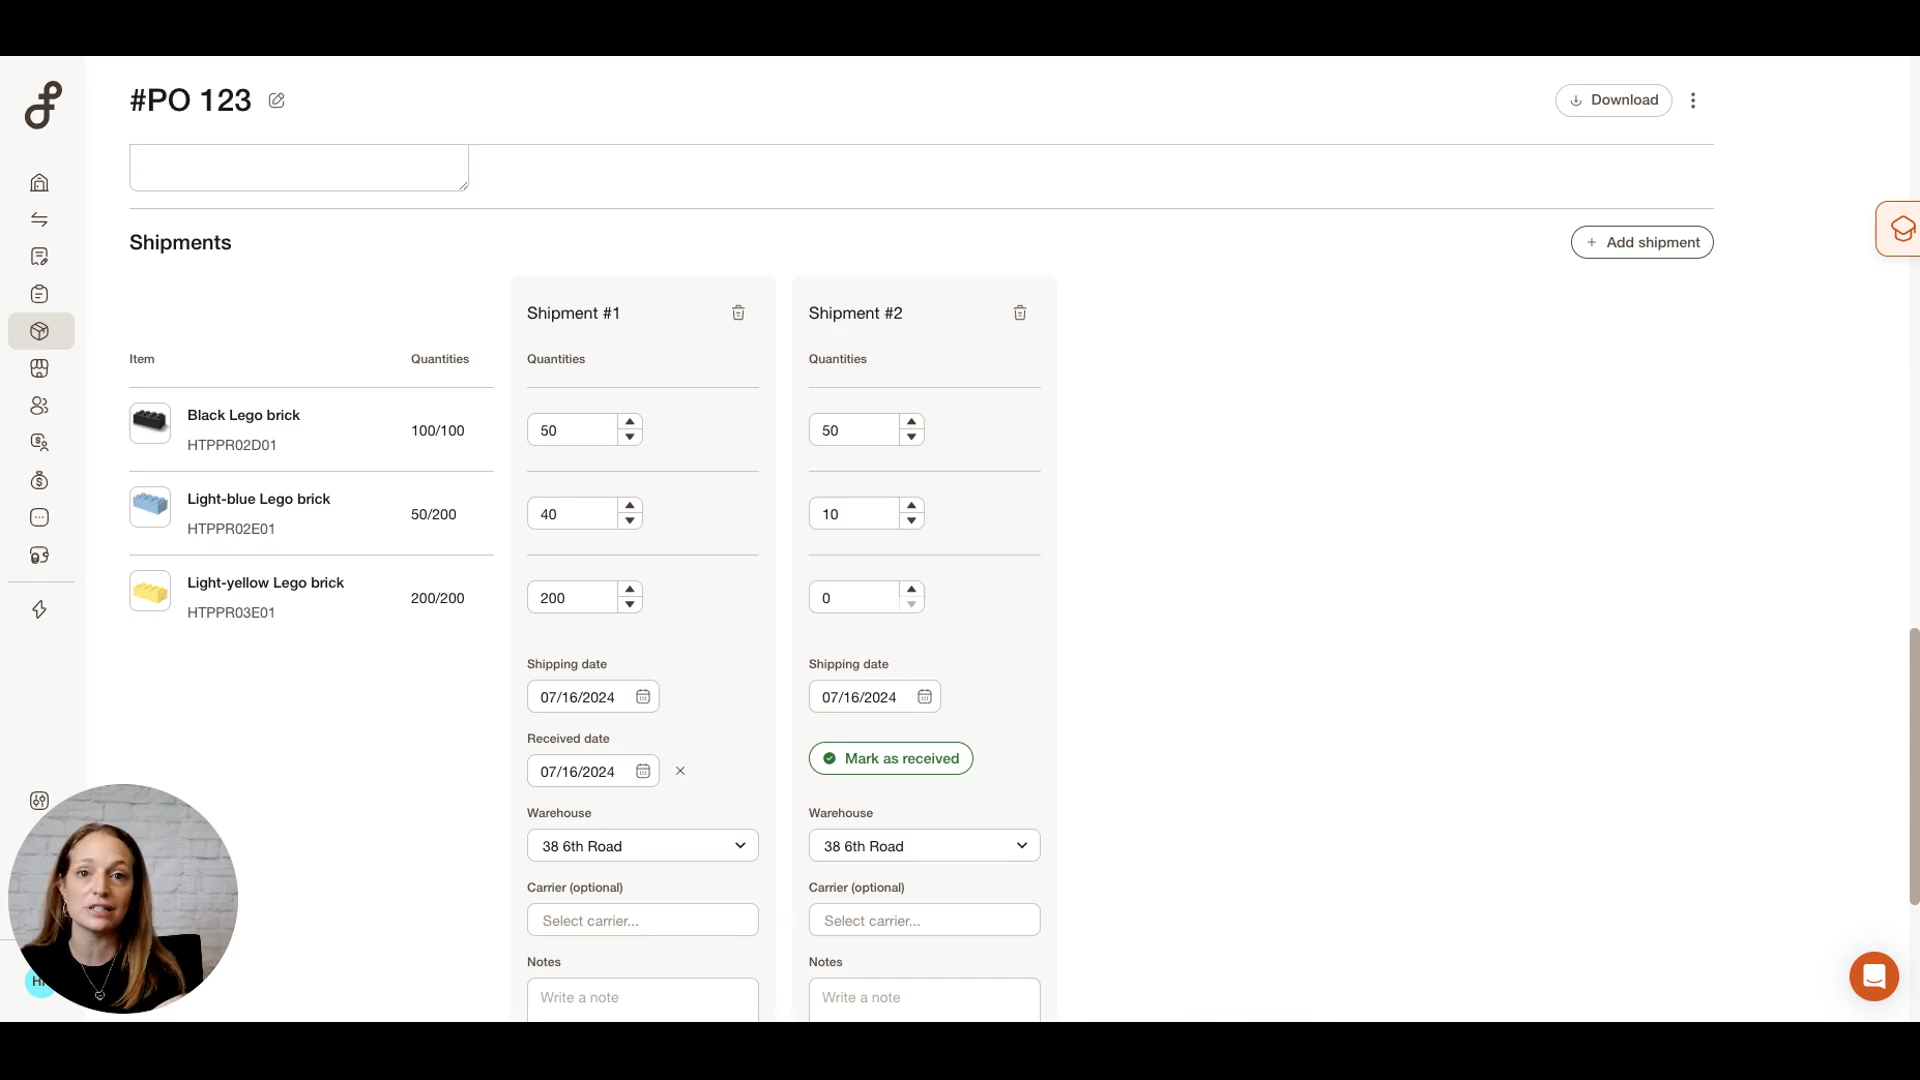 #PO 123
Download
Shipments
+ Add shipment
Shipment #1
Shipment #2
Item
Quantities
Quantities
Quantities
Black Lego brick
HTPPR02D01
100/100
50
50
Light-blue Lego brick
HTPPR02E01
50/200
40
10
Light-yellow Lego brick
HTPPR03E01
200/200
200
0
Shipping date
07/16/2024
Shipping date
07/16/2024
Received date
07/16/2024
Mark as received
Warehouse
38 6th Road
Warehouse
38 6th Road
Carrier (optional)
Select carrier...
Carrier (optional)
Select carrier...
Notes
Write a note
Notes
Write a note